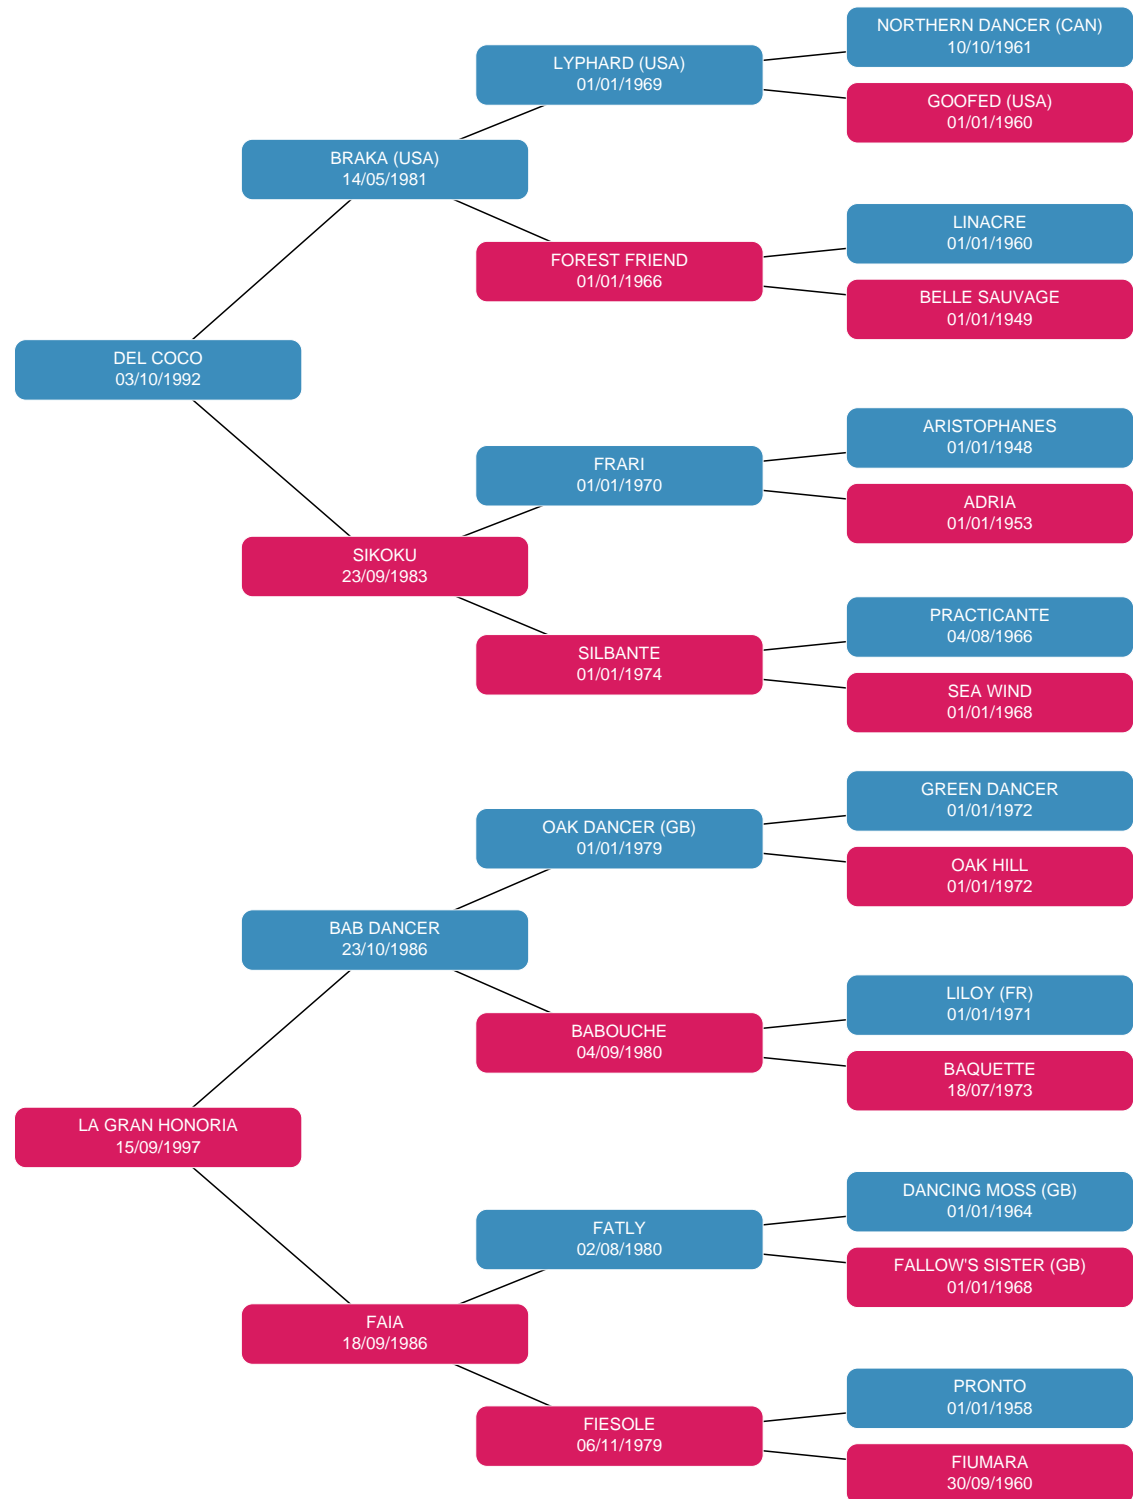 NORTHERN DANCER (CAN)
10/10/1961
LYPHARD (USA)
01/01/1969
GOOFED (USA)
01/01/1960
BRAKA (USA)
14/05/1981
LINACRE
01/01/1960
FOREST FRIEND
01/01/1966
BELLE SAUVAGE
01/01/1949
DEL COCO
03/10/1992
ARISTOPHANES
01/01/1948
FRARI
01/01/1970
ADRIA
01/01/1953
SIKOKU
23/09/1983
PRACTICANTE
04/08/1966
SILBANTE
01/01/1974
SEA WIND
01/01/1968
GREEN DANCER
01/01/1972
OAK DANCER (GB)
01/01/1979
OAK HILL
01/01/1972
BAB DANCER
23/10/1986
LILOY (FR)
01/01/1971
BABOUCHE
04/09/1980
BAQUETTE
18/07/1973
LA GRAN HONORIA
15/09/1997
DANCING MOSS (GB)
01/01/1964
FATLY
02/08/1980
FALLOW'S SISTER (GB)
01/01/1968
FAIA
18/09/1986
PRONTO
01/01/1958
FIESOLE
06/11/1979
FIUMARA
30/09/1960